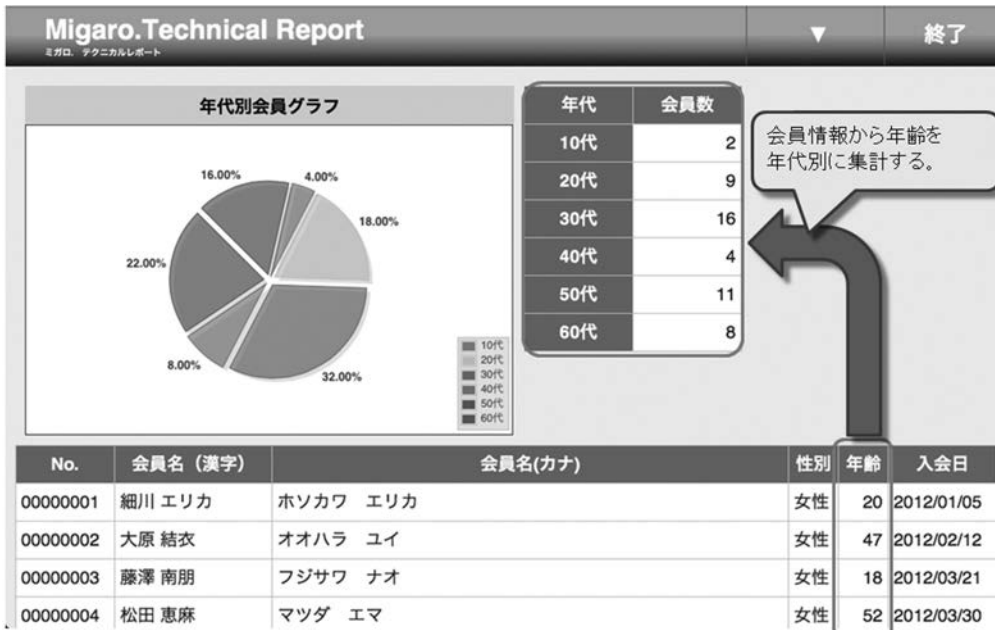 Migaro.Technical Report
ミガロ. テクニカルレポート
▼
終了
年代別会員グラフ
16.00%
4.00%
18.00%
22.00%
8.00%
32.00%
10代
20代
30代
40代
50代
60代
年代 会員数
10代 2
20代 9
30代 16
40代 4
50代 11
60代 8
会員情報から年齢を
年代別に集計する。
No. 会員名（漢字） 会員名(カナ) 性別 年齢 入会日
00000001 細川 エリカ ホソカワ エリカ 女性 20 2012/01/05
00000002 大原 結衣 オオハラ ユイ 女性 47 2012/02/12
00000003 藤澤 南朋 フジサワ ナオ 女性 18 2012/03/21
00000004 松田 恵麻 マツダ エマ 女性 52 2012/03/30